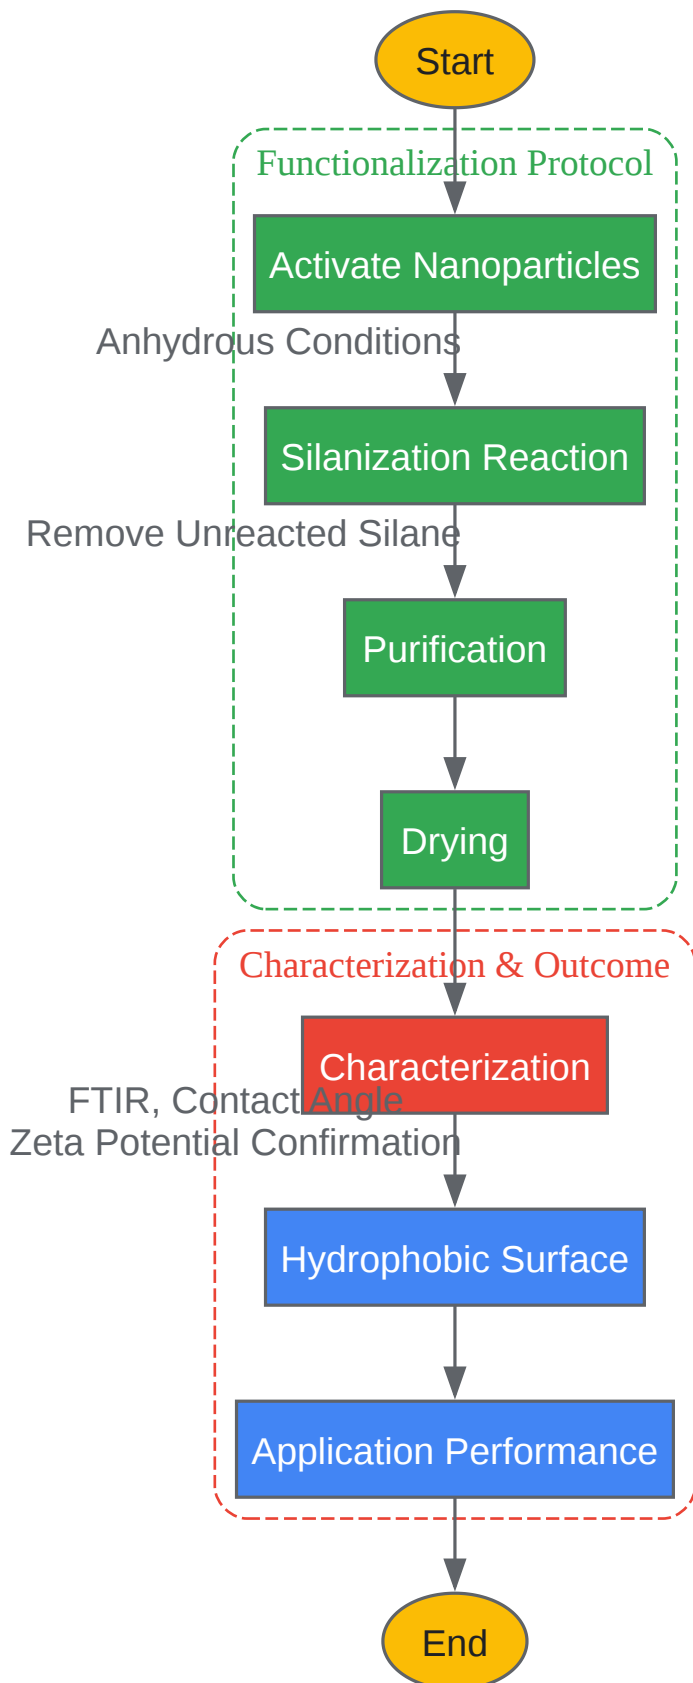 Start
Functionalization Protocol
Activate Nanoparticles
Anhydrous Conditions
Silanization Reaction
Remove Unreacted Silane
Purification
Drying
Characterization & Outcome
Characterization
FTIR, Contact Angle
Zeta Potential Confirmation
Hydrophobic Surface
Application Performance
End